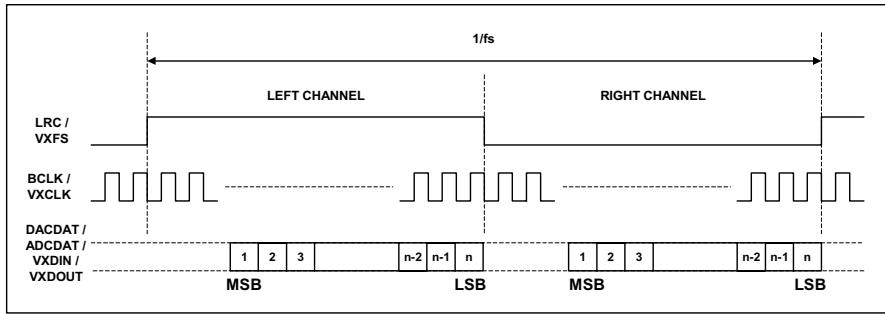 1/fs
LEFT CHANNEL
RIGHT CHANNEL
LRC /
VXFS
BCLK /
VXCLK
DACDAT /
ADCDAT /
VXDIN /
VXDOUT
1 2 3 n-2 n-1 n 1 2 3 n-2 n-1 n
MSB LSB MSB LSB